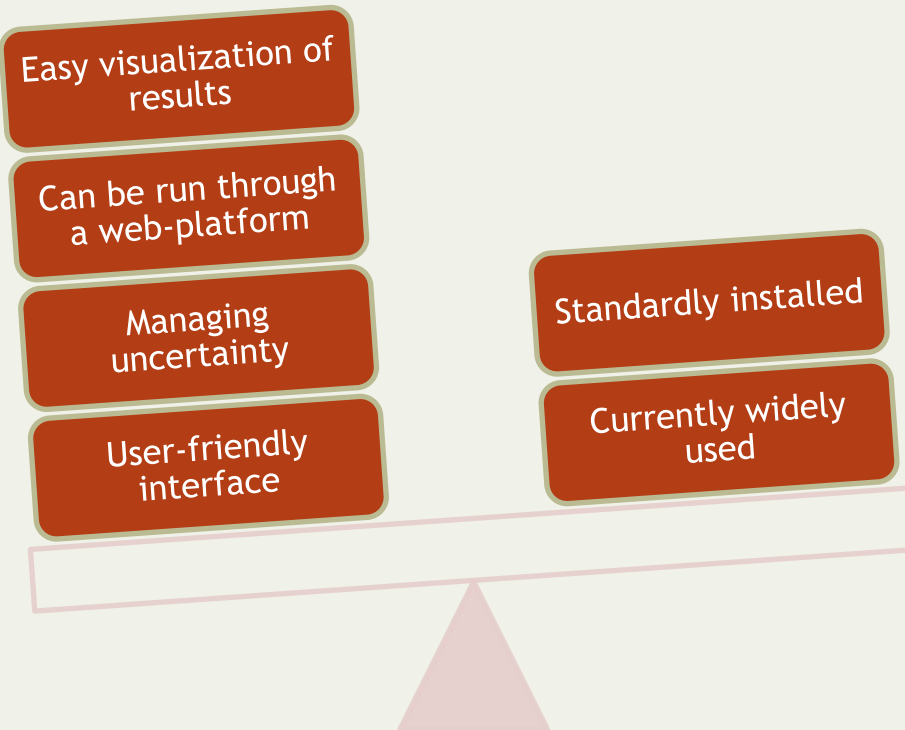 Easy visualization of
results
Can be run through
a web-platform
Managing
uncertainty
User-friendly
interface
Standardly installed
Currently widely
used